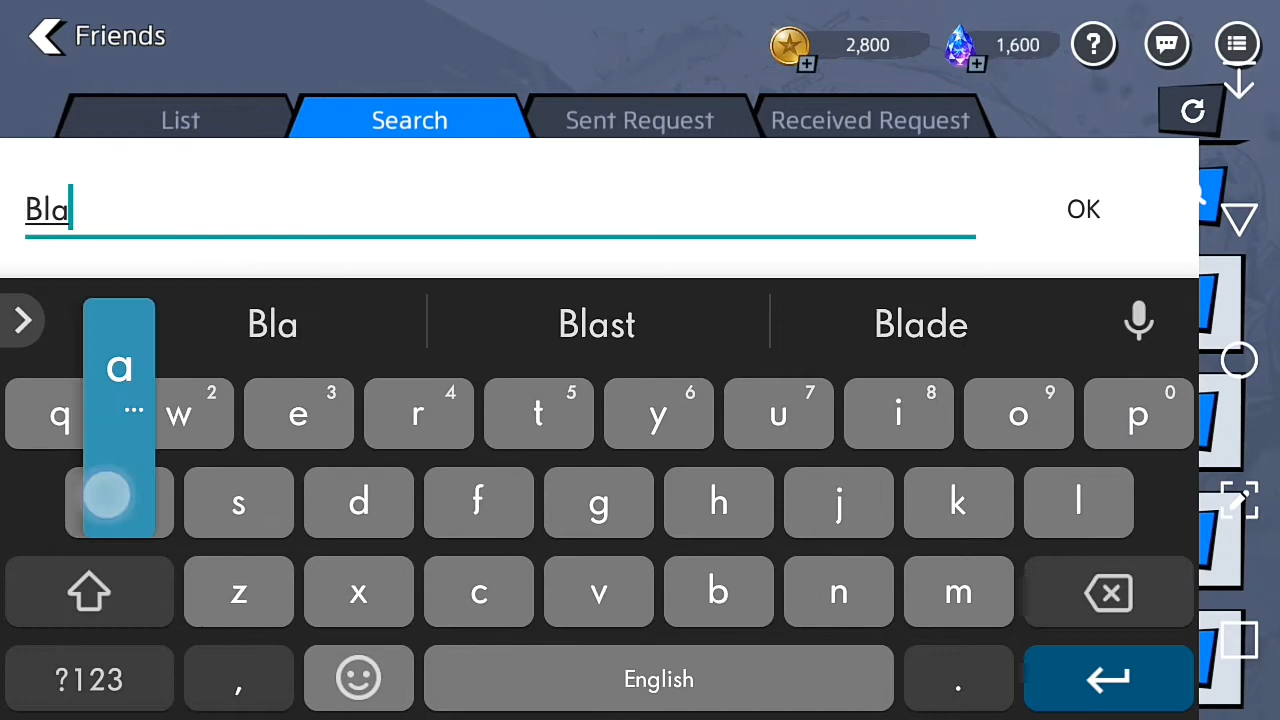 Friends
2,800
1,600
?
List
Search
Sent Request
Received Request
Bla
OK
Bla
Blast
Blade
a
...
q w 2 e 3 r 4 t 5 y 6 u 7 i 8 o 9 p 0
s d f g h j k l
z x c v b n m
?123 , English .